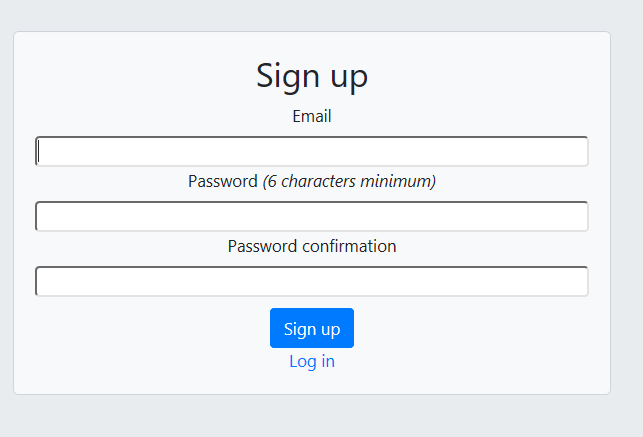 Sign up
Email
Password (6 characters minimum)
Password confirmation
Sign up
Log in